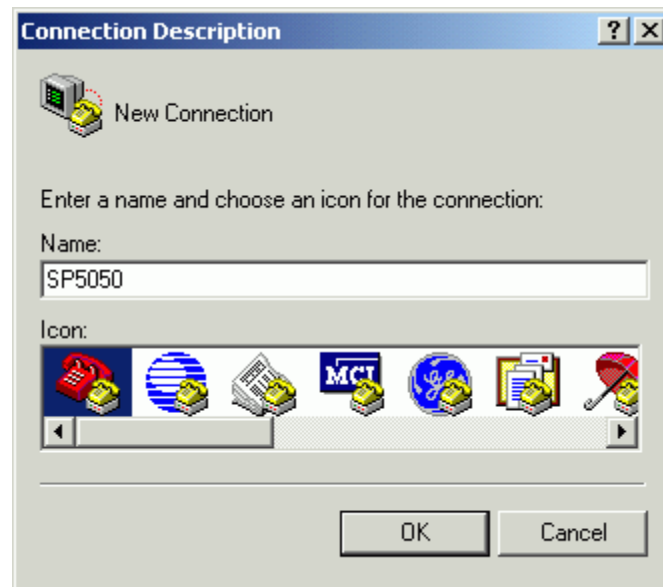 Connection Description
New Connection
Enter a name and choose an icon for the connection:
Name:
SP5050
Icon:
MCI
OK Cancel